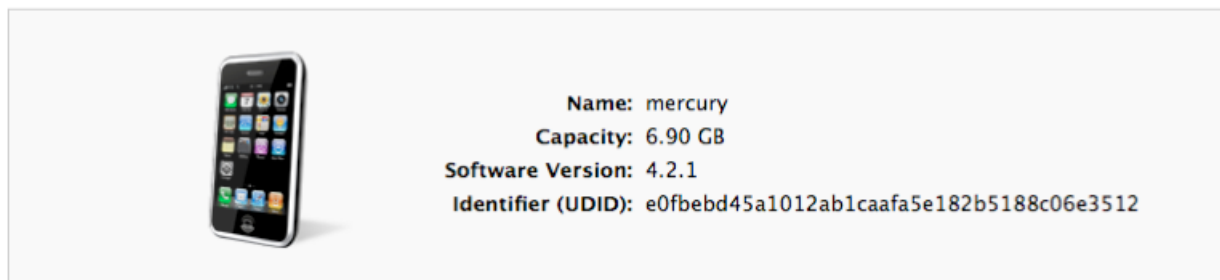 Name: mercury
Capacity: 6.90 GB
Software Version: 4.2.1
Identifier (UDID): e0fbebd45a1012ab1caafa5e182b5188c06e3512